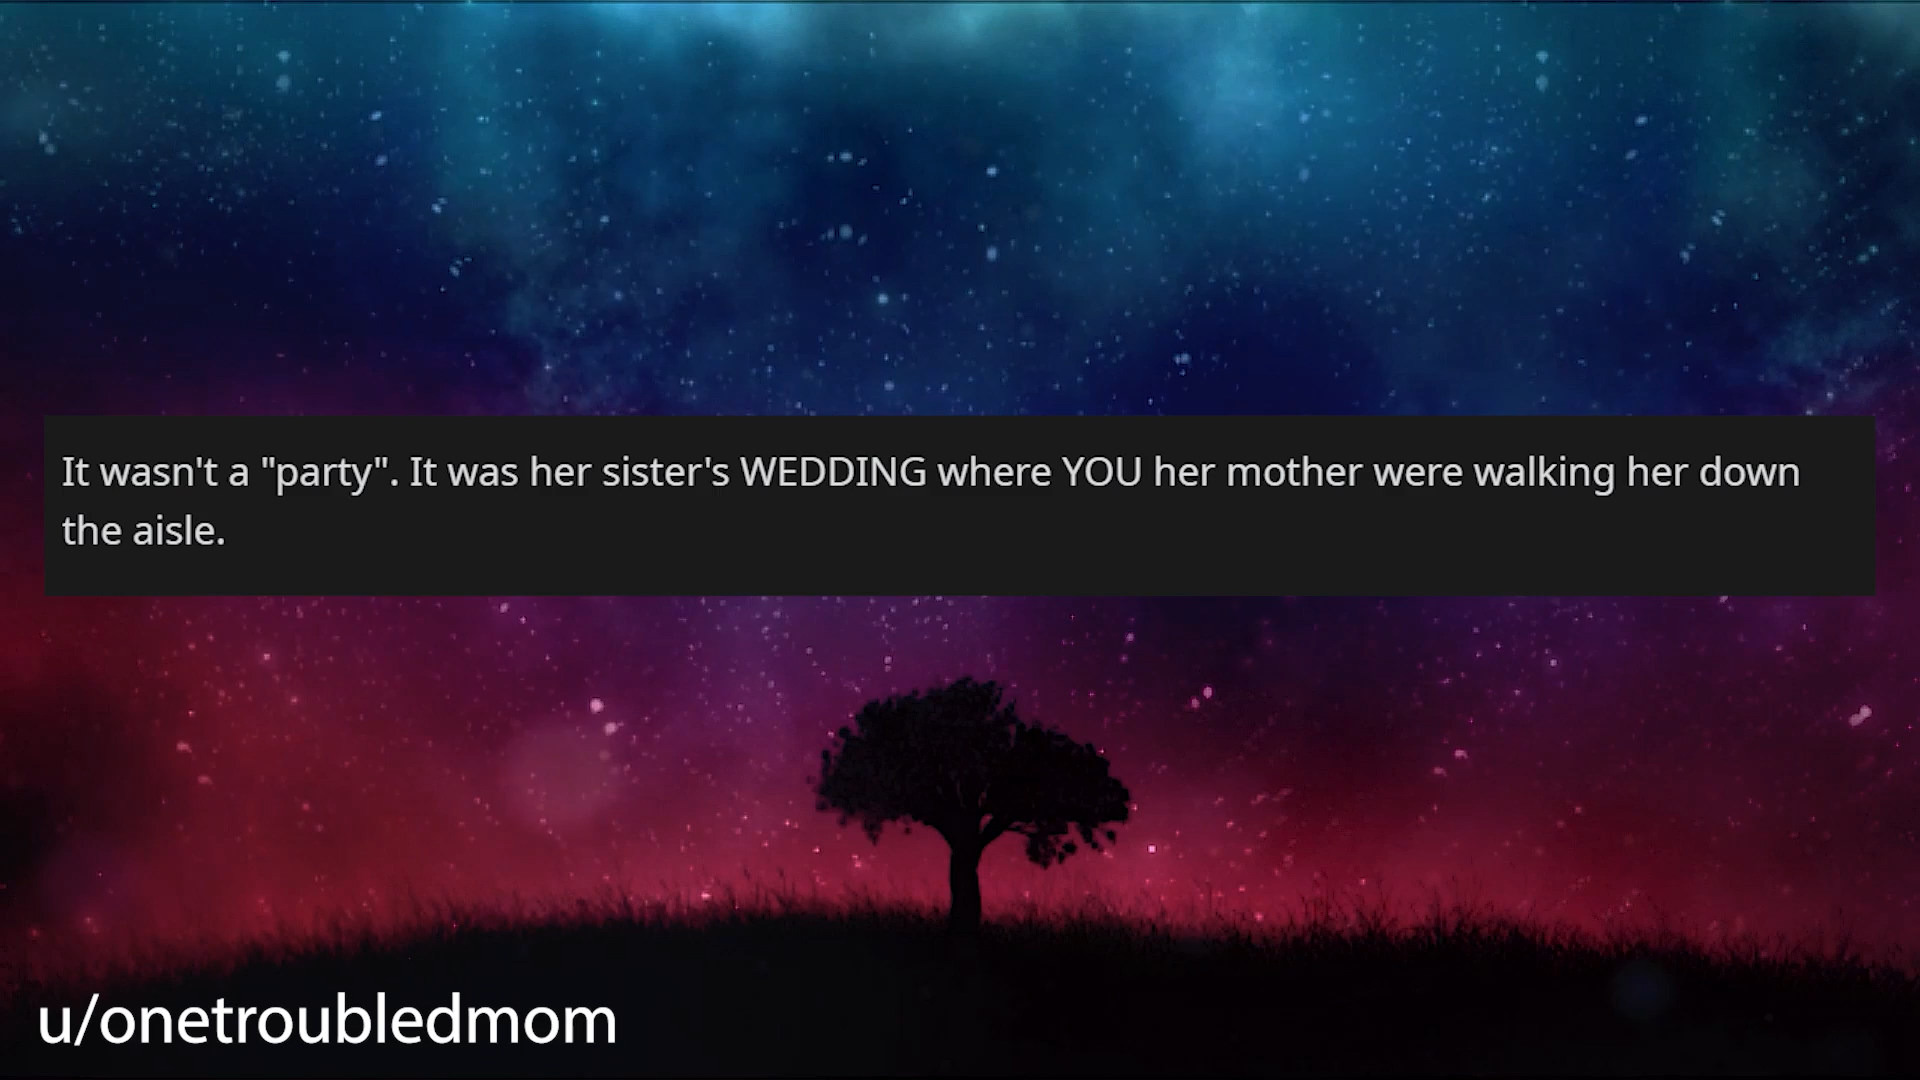 It wasn't a "party". It was her sister's WEDDING where YOU her mother were walking her down
the aisle.
u/onetroubledmom